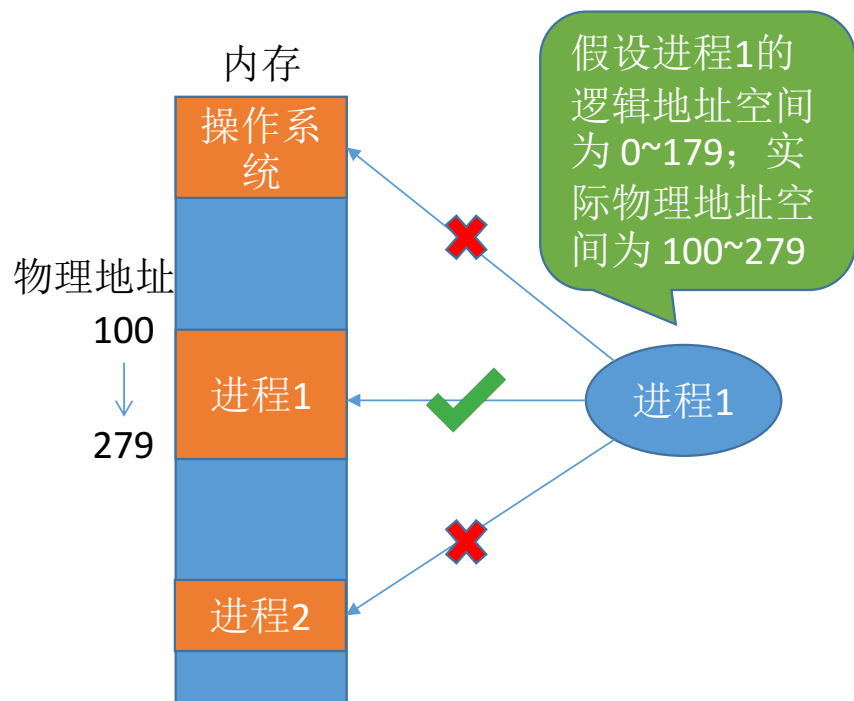 内存
操作系
统
物理地址
100
279
进程1
进程2
假设进程1的
逻辑地址空间
为 0~179；实
际物理地址空
间为 100~279
进程1